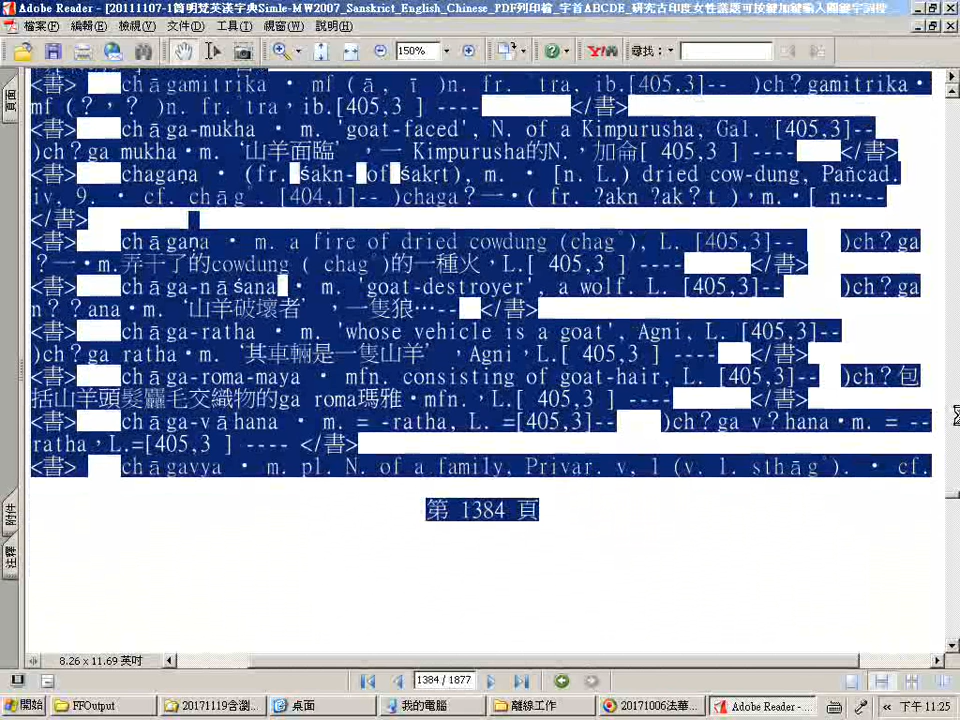 Adobe Reader - [20111107-1簡明梵英漢字典Simle-MW2007_Sanskrict_English_Chinese_PDF列印檔_字首ABCDE_研究古印度女性議題可按鍵加鍵輸入關鍵字詞搜
檔案(F) 編輯(E) 檢視(V) 文件(D) 工具(T) 視窗(W) 說明(H)
150% 尋找：
頁面
<書> chāgamitrika · mf (ā, ī )n. fr. tra, ib.[405,3]-- )ch?gamitrika·
mf (?,? )n. fr. tra,ib.[405,3 ] ---- </書>
<書> chāga-mukha · m. 'goat-faced', N. of a Kimpurusha, Gal. [405,3]--
)ch?ga mukha·m.‘山羊面臨’,一 Kimpurusha的N.,加侖[ 405,3 ] ---- </書>
<書> chagaṇa · (fr. śakn- of śakṛt), m. · [n. L.) dried cow-dung, Pañcad.
iv, 9. · cf. chāg°. [404,1]-- )chaga?一·( fr. ?akn ?ak?t ),m.·[ n…--
</書>
<書> chāgaṇa · m. a fire of dried cowdung (chag°), L. [405,3]-- )ch?ga
?一·m.弄干了的cowdung ( chag°)的一種火,L.[ 405,3 ] ---- </書>
<書> chāga-nāśana · m. 'goat-destroyer', a wolf. L. [405,3]-- )ch?ga
n??ana·m.‘山羊破壞者’,一隻狼…-- </書>
<書> chāga-ratha · m. 'whose vehicle is a goat', Agni, L. [405,3]--
)ch?ga ratha·m.‘其車輛是一隻山羊’,Agni,L.[ 405,3 ] ---- </書>
<書> chāga-roma-maya · mfn. consisting of goat-hair, L. [405,3]-- )ch?包
括山羊頭髮羊毛交織物的ga roma瑪雅·mfn.,L.[ 405,3 ] ---- </書>
<書> chāga-vāhana · m. = -ratha, L. =[405,3]-- )ch?ga v?hana·m. = --
ratha,L.=[405,3 ] ---- </書>
<書> chāgavya · m. pl. N. of a family, Pravar. v, 1 (v. l. sthāg°). · cf.
第 1384 頁
附件
注釋
8.26 x 11.69 英吋
1384 / 1877
開始 FFOutput 20171119含瀏... 桌面 我的電腦 離線工作 20171006法華... Adobe Reader - [... 下午 11:25